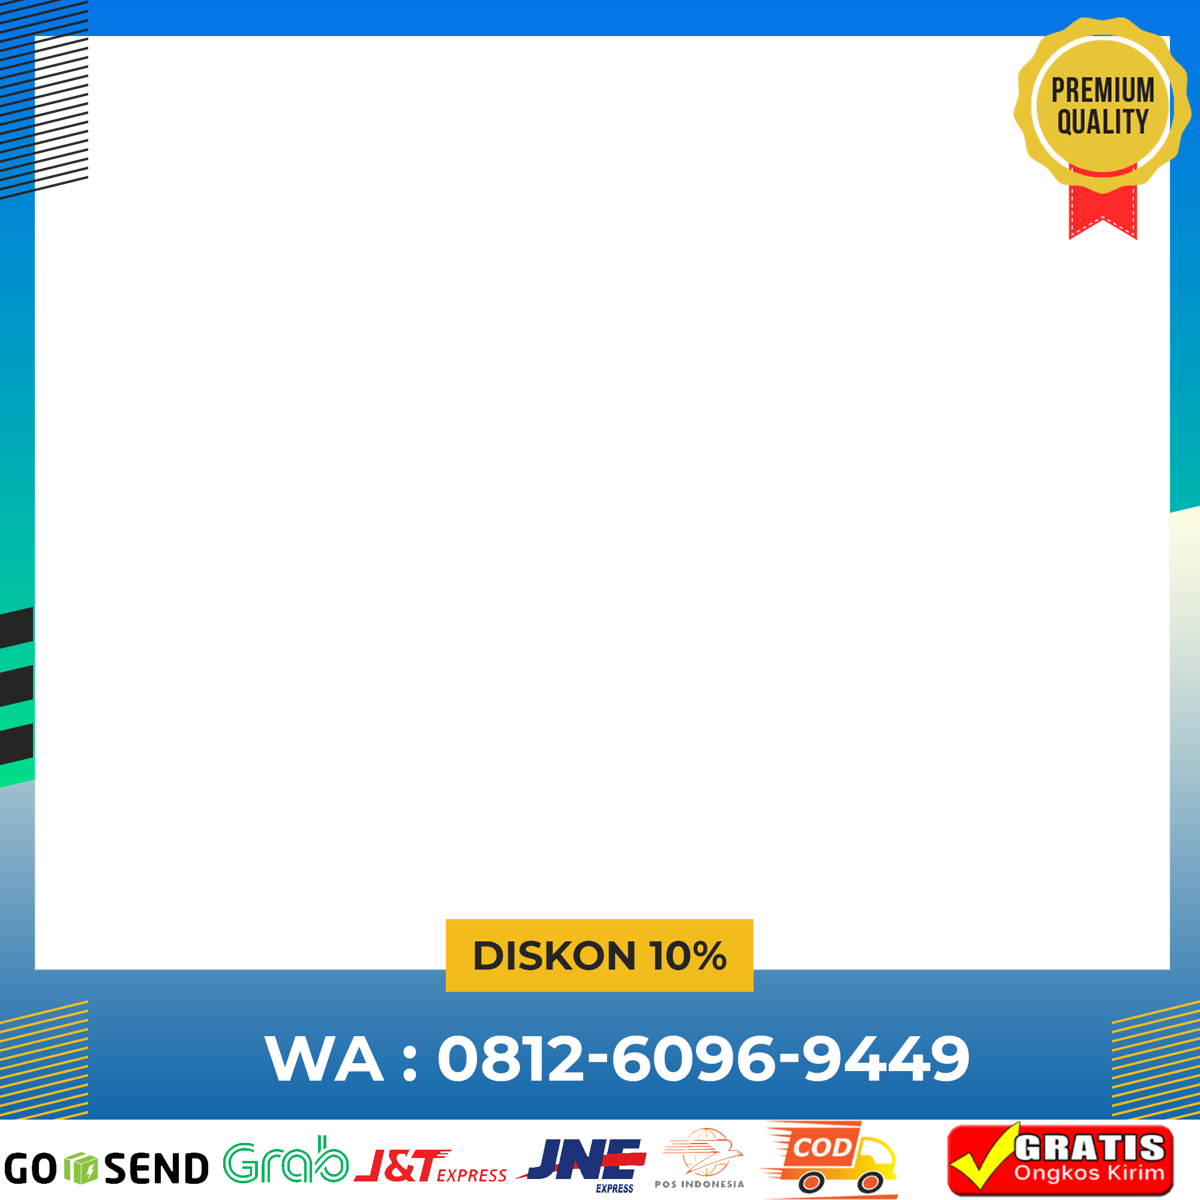 PREMIUM
QUALITY
DISKON 10%
WA : 0812-6096-9449
GO SEND
Grab
J&T EXPRESS
JNE
EXPRESS
POS INDONESIA
COD
GRATIS
Ongkos Kirim